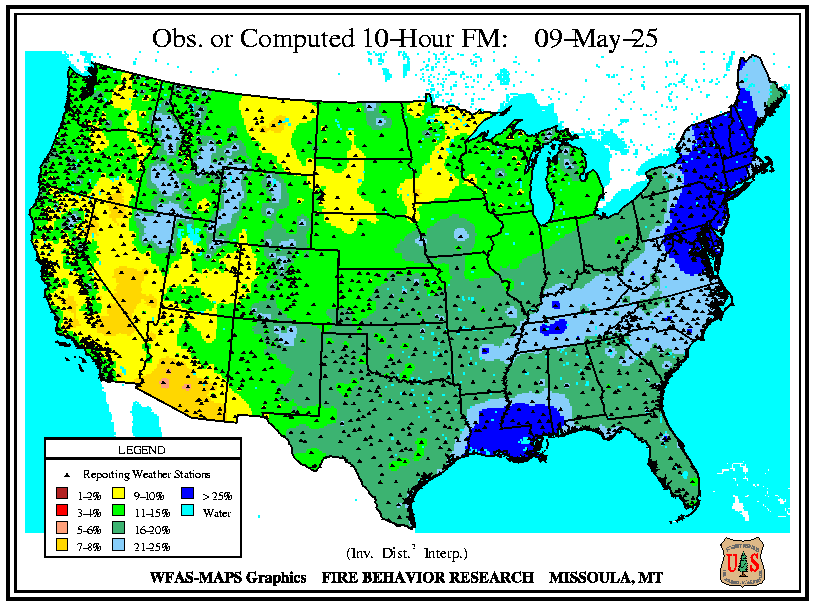 Obs. or Computed 10-Hour FM: 09-May-25
LEGEND
Reporting Weather Stations
1-2% 9-10% > 25%
3-4% 11-15% Water
5-6% 16-20%
7-8% 21-25%
(Inv. Dist.² Interp.)
WFAS-MAPS Graphics FIRE BEHAVIOR RESEARCH MISSOULA, MT
U S